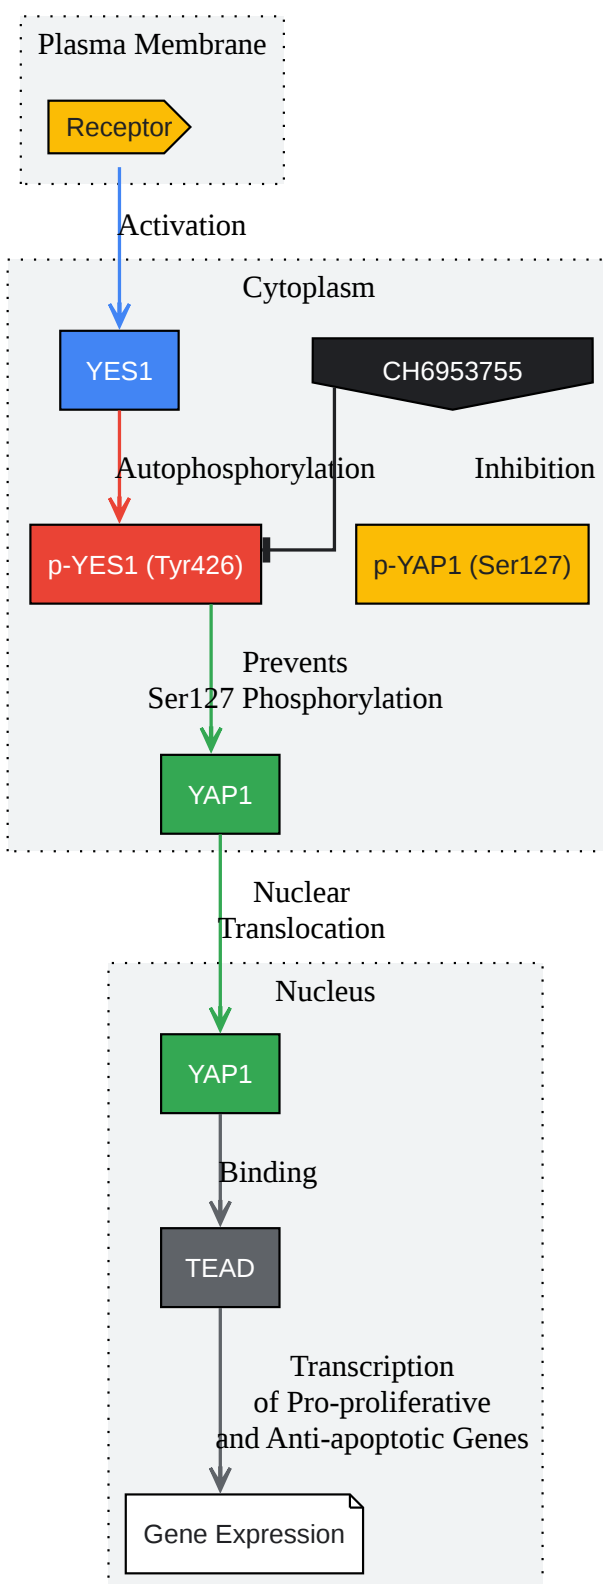 Plasma Membrane
Receptor
Activation
Cytoplasm
YES1
CH6953755
Autophosphorylation
Inhibition
p-YES1 (Tyr426)
p-YAP1 (Ser127)
Prevents
Ser127 Phosphorylation
YAP1
Nuclear
Translocation
Nucleus
YAP1
Binding
TEAD
Transcription
of Pro-proliferative
and Anti-apoptotic Genes
Gene Expression